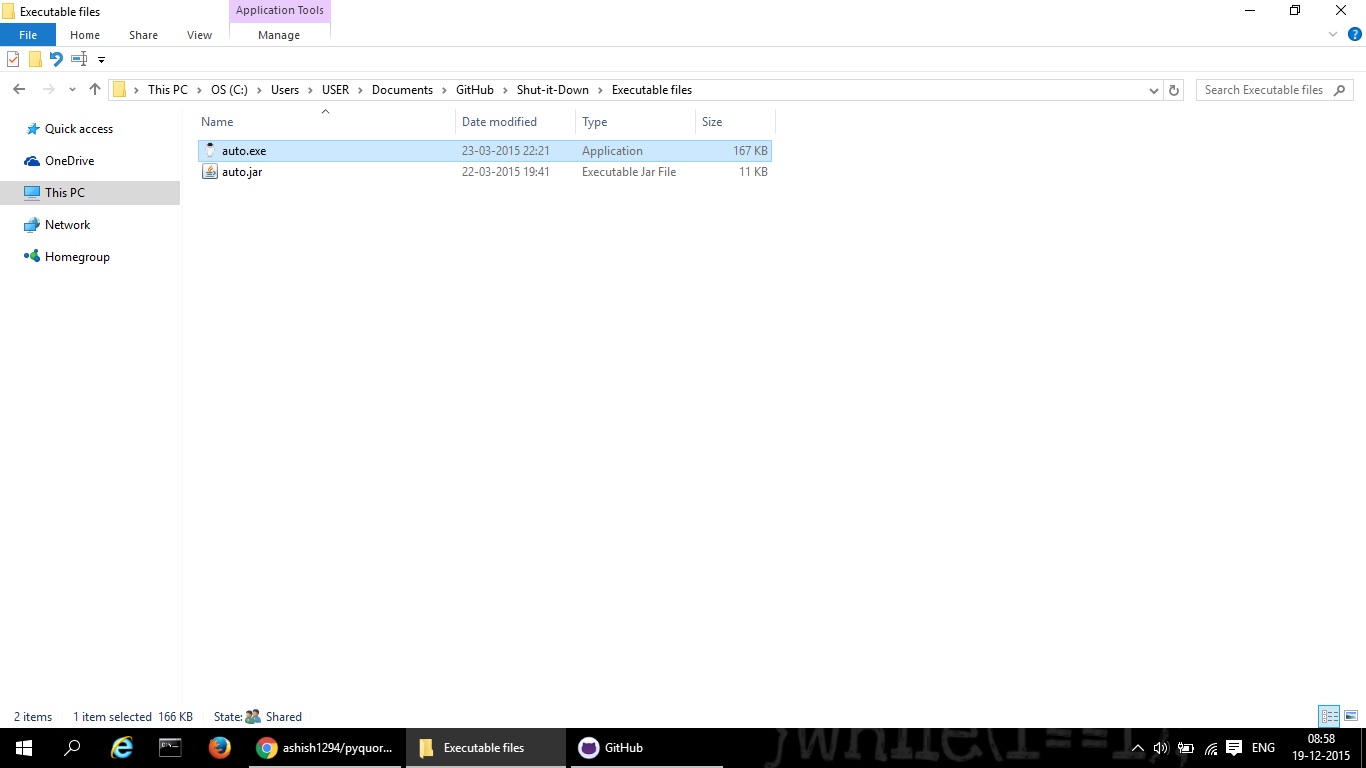 Executable files
Application Tools
File Home Share View Manage
This PC OS (C:) Users USER Documents GitHub Shut-it-Down Executable files
Search Executable files
Name Date modified Type Size
auto.exe 23-03-2015 22:21 Application 167 KB
auto.jar 22-03-2015 19:41 Executable Jar File 11 KB
Quick access
OneDrive
This PC
Network
Homegroup
2 items 1 item selected 166 KB State: Shared
ashish1294/pyquor... Executable files GitHub
}while(1==1);
ENG
08:58
19-12-2015